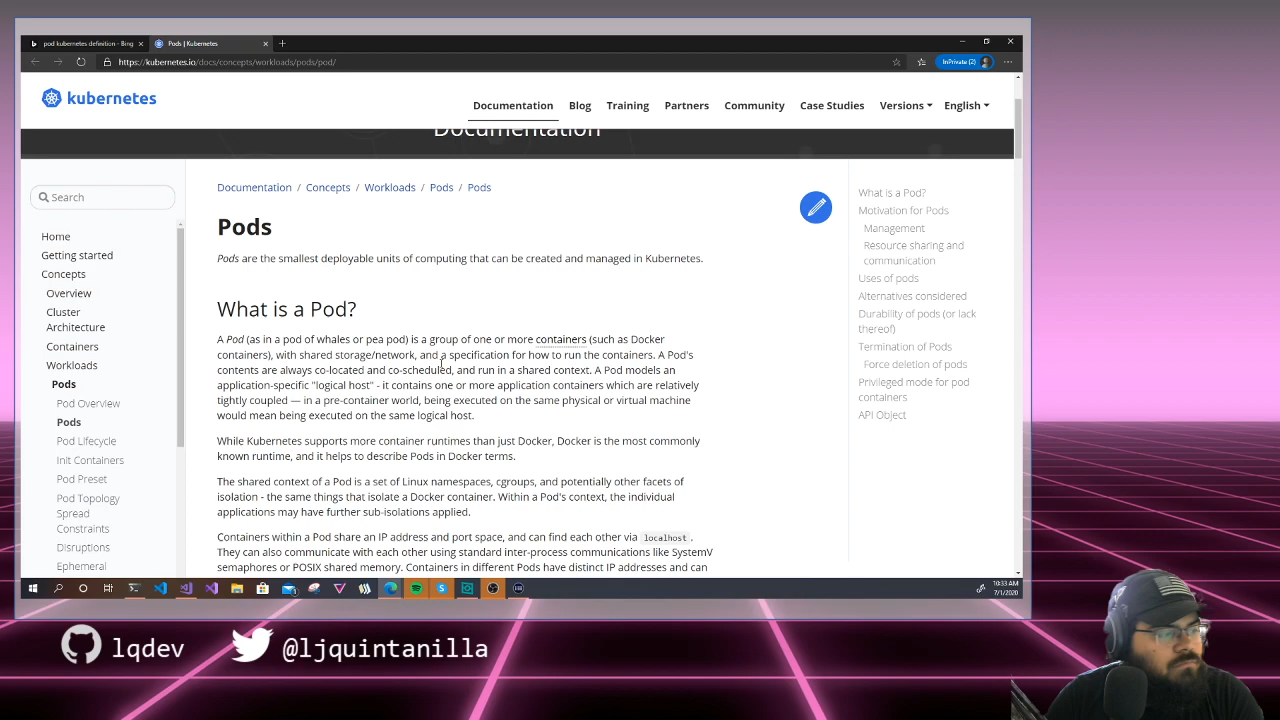 pod kubernetes definition - Bing
Pods | Kubernetes
https://kubernetes.io/docs/concepts/workloads/pods/pod/
InPrivate (2)
kubernetes
Documentation
Blog
Training
Partners
Community
Case Studies
Versions
English
Documentation
Search
Home
Getting started
Concepts
Overview
Cluster
Architecture
Containers
Workloads
Pods
Pod Overview
Pods
Pod Lifecycle
Init Containers
Pod Preset
Pod Topology
Spread
Constraints
Disruptions
Ephemeral
Documentation / Concepts / Workloads / Pods / Pods
Pods
Pods are the smallest deployable units of computing that can be created and managed in Kubernetes.
What is a Pod?
A Pod (as in a pod of whales or pea pod) is a group of one or more containers (such as Docker
containers), with shared storage/network, and a specification for how to run the containers. A Pod's
contents are always co-located and co-scheduled, and run in a shared context. A Pod models an
application-specific "logical host" - it contains one or more application containers which are relatively
tightly coupled — in a pre-container world, being executed on the same physical or virtual machine
would mean being executed on the same logical host.
While Kubernetes supports more container runtimes than just Docker, Docker is the most commonly
known runtime, and it helps to describe Pods in Docker terms.
The shared context of a Pod is a set of Linux namespaces, cgroups, and potentially other facets of
isolation - the same things that isolate a Docker container. Within a Pod's context, the individual
applications may have further sub-isolations applied.
Containers within a Pod share an IP address and port space, and can find each other via localhost .
They can also communicate with each other using standard inter-process communications like SystemV
semaphores or POSIX shared memory. Containers in different Pods have distinct IP addresses and can
What is a Pod?
Motivation for Pods
Management
Resource sharing and
communication
Uses of pods
Alternatives considered
Durability of pods (or lack
thereof)
Termination of Pods
Force deletion of pods
Privileged mode for pod
containers
API Object
10:33 AM
7/1/2020
lqdev
@ljquintanilla